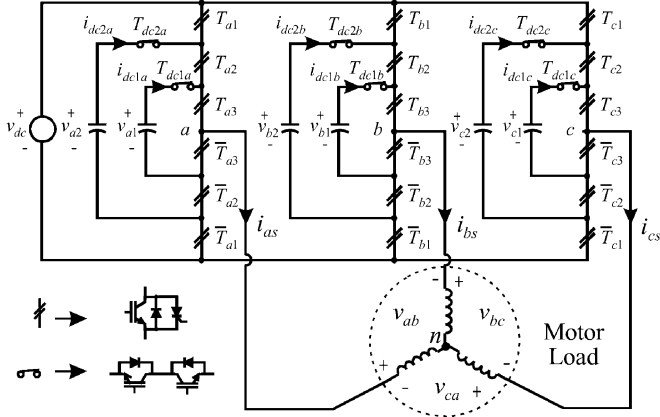 i_dc2a T_dc2a T_a1 i_dc2b T_dc2b T_b1 i_dc2c T_dc2c T_c1
i_dc1a T_dc1a T_a2 i_dc1b T_dc1b T_b2 i_dc1c T_dc1c T_c2
T_a3 T_b3 T_c3
+ + + + + + +
v_dc v_a2 v_a1 a v_b2 v_b1 b v_c2 v_c1 c
- - - - - - -
T̅_a3 T̅_b3 T̅_c3
T̅_a2 T̅_b2 T̅_c2
i_as i_bs i_cs
T̅_a1 T̅_b1 T̅_c1
- +
v_ab v_bc
n
Motor
Load
+ -
- v_ca +